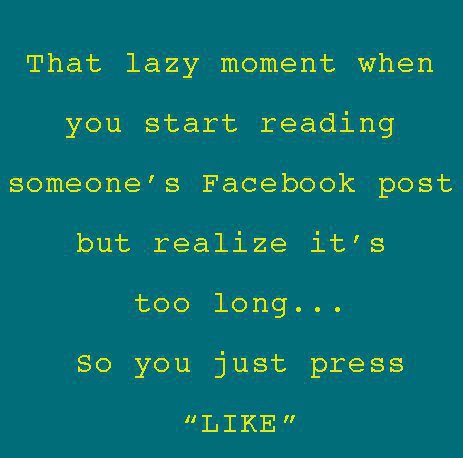 That lazy moment when
you start reading
someone’s Facebook post
but realize it’s
too long...
So you just press
“LIKE”